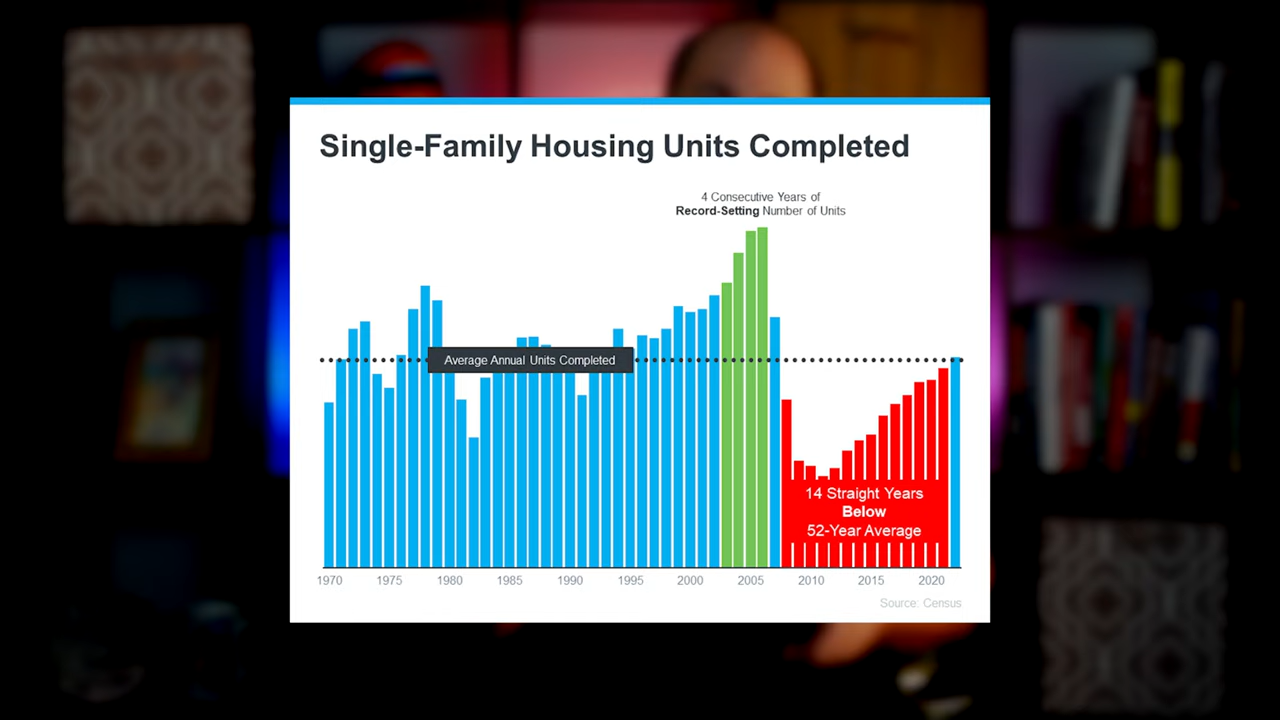 Single-Family Housing Units Completed
4 Consecutive Years of
Record-Setting Number of Units
Average Annual Units Completed
14 Straight Years
Below
52-Year Average
1970 1975 1980 1985 1990 1995 2000 2005 2010 2015 2020
Source: Census